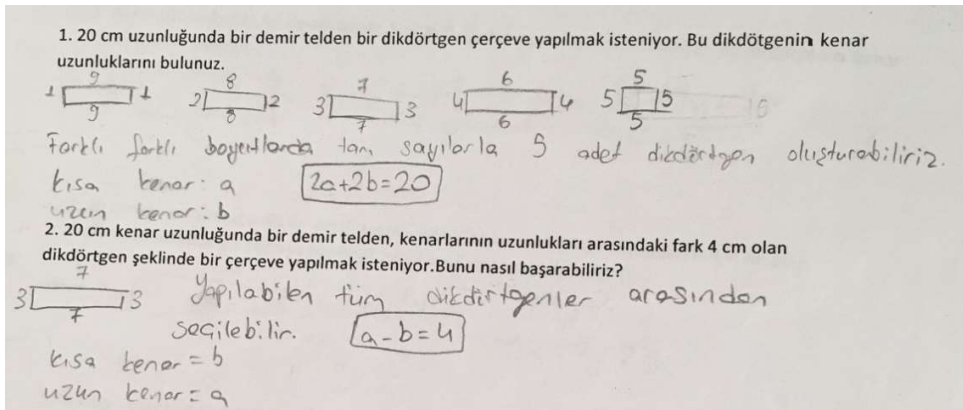 1. 20 cm uzunluğunda bir demir telden bir dikdörtgen çerçeve yapılmak isteniyor. Bu dikdötgenin kenar
uzunluklarını bulunuz.
9 8 7 6 5
1 1 2 2 3 3 4 4 5 5
9 8 7 6 5
Farklı farklı boyutlarda tam sayılarla 5 adet dikdörtgen oluşturabiliriz.
kısa kenar: a 2a+2b=20
uzun kenar: b
2. 20 cm kenar uzunluğunda bir demir telden, kenarlarının uzunlukları arasındaki fark 4 cm olan
dikdörtgen şeklinde bir çerçeve yapılmak isteniyor.Bunu nasıl başarabiliriz?
7
3 3 Yapılabilen tüm dikdörtgenler arasından
7
seçilebilir. a-b=4
kısa kenar = b
uzun kenar = a